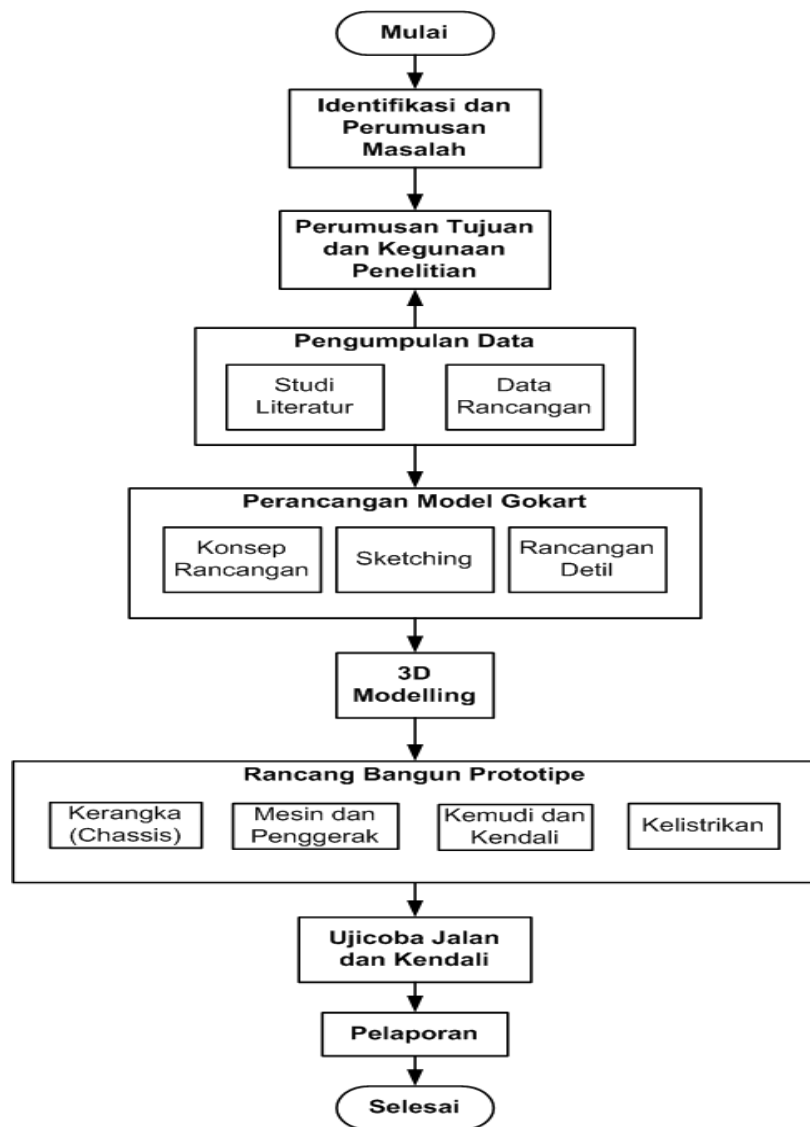 Mulai
Identifikasi dan
Perumusan
Masalah
Perumusan Tujuan
dan Kegunaan
Penelitian
Pengumpulan Data
Studi
Literatur
Data
Rancangan
Perancangan Model Gokart
Konsep
Rancangan
Sketching
Rancangan
Detil
3D
Modelling
Rancang Bangun Prototipe
Kerangka
(Chassis)
Mesin dan
Penggerak
Kemudi dan
Kendali
Kelistrikan
Ujicoba Jalan
dan Kendali
Pelaporan
Selesai